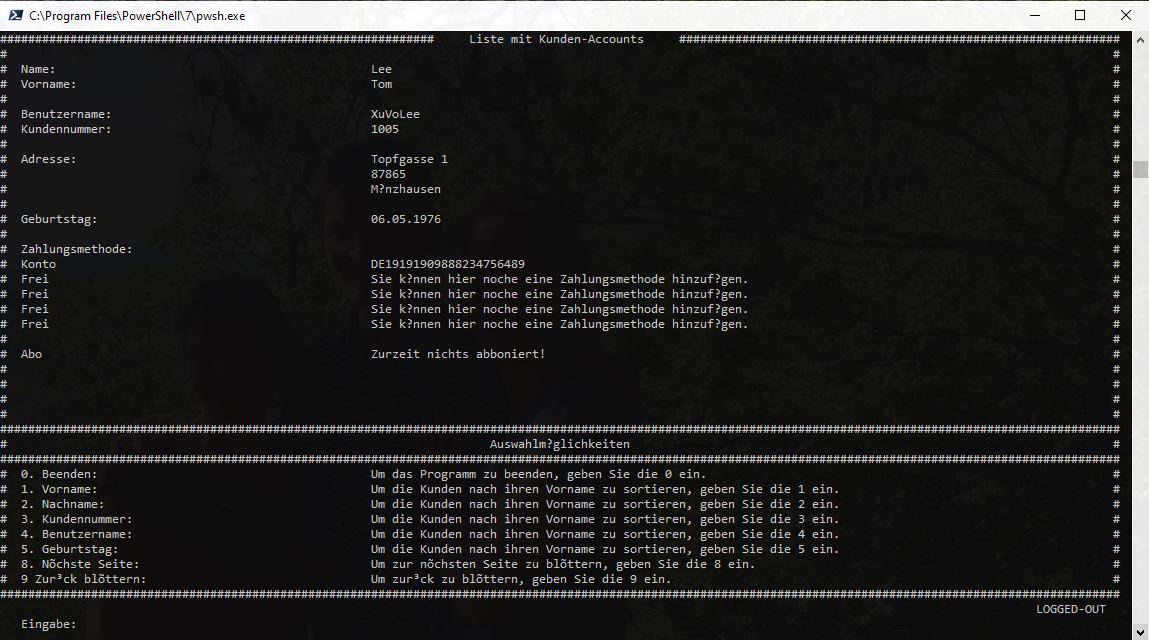 C:\Program Files\PowerShell\7\pwsh.exe
############################################################## Liste mit Kunden-Accounts ###############################################################
# #
# Name: Lee #
# Vorname: Tom #
# #
# Benutzername: XuVoLee #
# Kundennummer: 1005 #
# #
# Adresse: Topfgasse 1 #
# 87865 #
# M?nzhausen #
# #
# Geburtstag: 06.05.1976 #
# #
# Zahlungsmethode: #
# Konto DE19191909888234756489 #
# Frei Sie k?nnen hier noche eine Zahlungsmethode hinzuf?gen. #
# Frei Sie k?nnen hier noche eine Zahlungsmethode hinzuf?gen. #
# Frei Sie k?nnen hier noche eine Zahlungsmethode hinzuf?gen. #
# Frei Sie k?nnen hier noche eine Zahlungsmethode hinzuf?gen. #
# #
# Abo Zurzeit nichts abboniert! #
# #
# #
# #
# #
################################################################################################################################################################
# Auswahlm?glichkeiten #
################################################################################################################################################################
# 0. Beenden: Um das Programm zu beenden, geben Sie die 0 ein. #
# 1. Vorname: Um die Kunden nach ihren Vorname zu sortieren, geben Sie die 1 ein. #
# 2. Nachname: Um die Kunden nach ihren Vorname zu sortieren, geben Sie die 2 ein. #
# 3. Kundennummer: Um die Kunden nach ihren Vorname zu sortieren, geben Sie die 3 ein. #
# 4. Benutzername: Um die Kunden nach ihren Vorname zu sortieren, geben Sie die 4 ein. #
# 5. Geburtstag: Um die Kunden nach ihren Vorname zu sortieren, geben Sie die 5 ein. #
# 8. Nõchste Seite: Um zur nõchsten Seite zu blõttern, geben Sie die 8 ein. #
# 9 Zur³ck blõttern: Um zur³ck zu blõttern, geben Sie die 9 ein. #
################################################################################################################################################################
LOGGED-OUT
Eingabe: